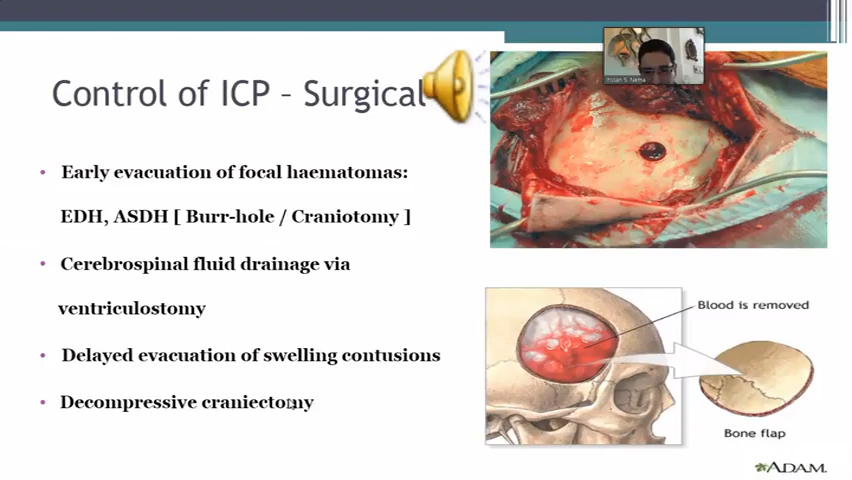 Control of ICP – Surgical
• Early evacuation of focal haematomas:
EDH, ASDH [ Burr-hole / Craniotomy ]
• Cerebrospinal fluid drainage via
ventriculostomy
• Delayed evacuation of swelling contusions
• Decompressive craniectomy
Blood is removed
Bone flap
ADAM.